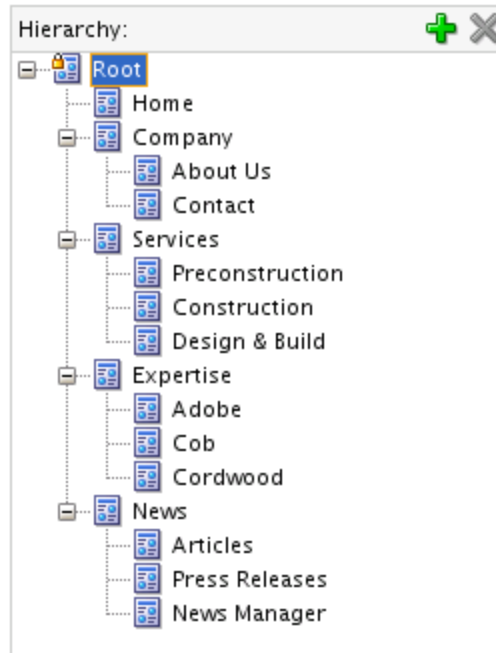 Hierarchy:
Root
Home
Company
About Us
Contact
Services
Preconstruction
Construction
Design & Build
Expertise
Adobe
Cob
Cordwood
News
Articles
Press Releases
News Manager